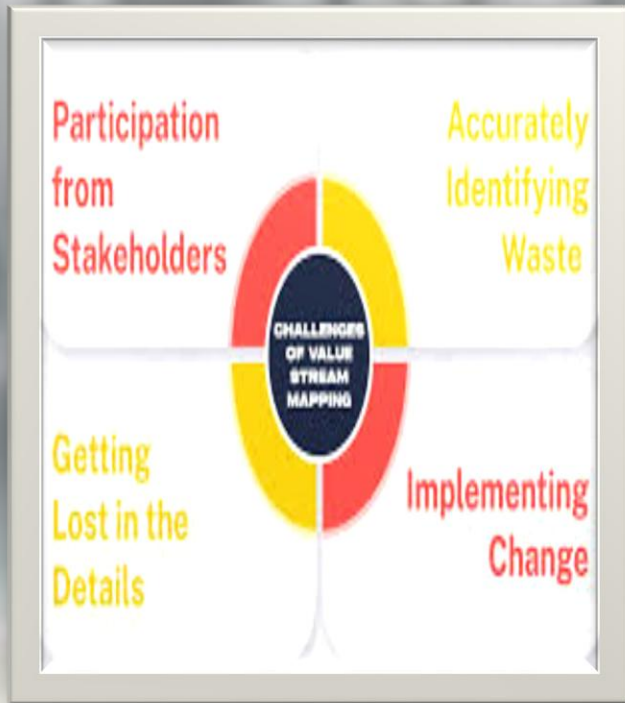 Participation
from
Stakeholders
Accurately
Identifying
Waste
CHALLENGES
OF VALUE
STREAM
MAPPING
Getting
Lost in the
Details
Implementing
Change